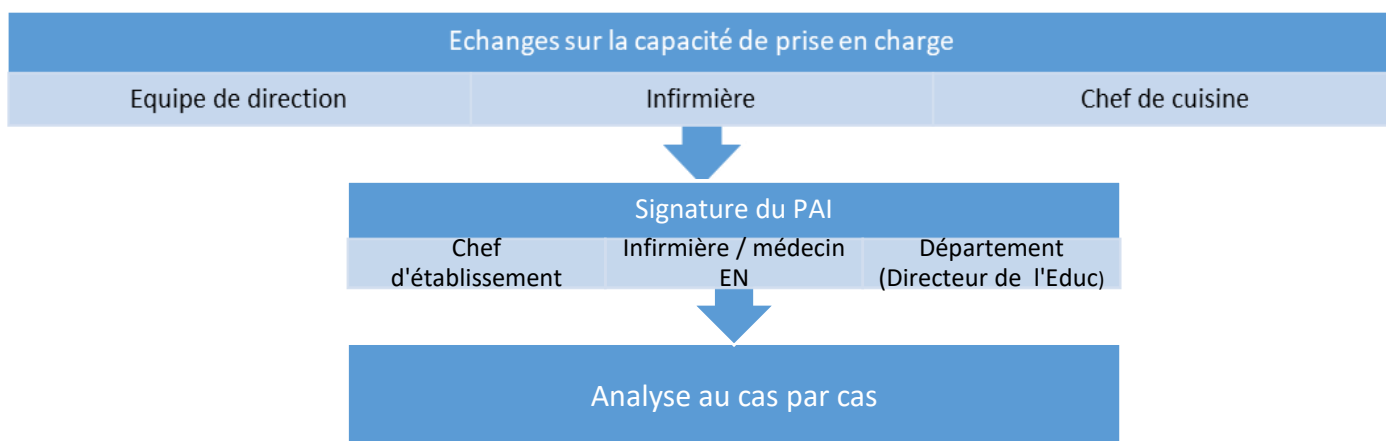 Echanges sur la capacité de prise en charge
Equipe de direction
Infirmière
Chef de cuisine
Signature du PAI
Chef
d'établissement
Infirmière / médecin
EN
Département
(Directeur de l'Educ)
Analyse au cas par cas